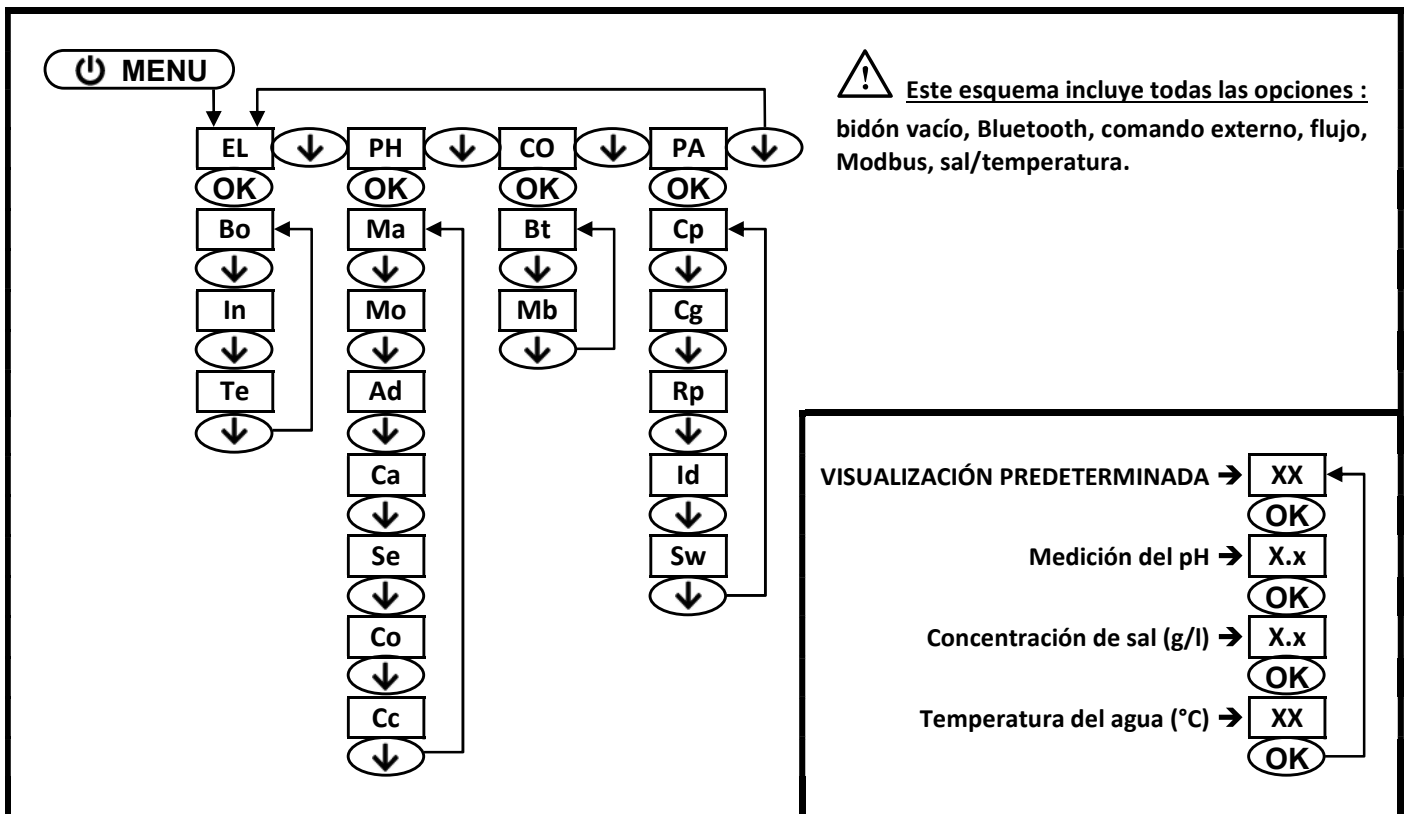 MENU
Este esquema incluye todas las opciones :
bidón vacío, Bluetooth, comando externo, flujo,
Modbus, sal/temperatura.
EL PH CO PA
OK OK OK OK
Bo Ma Bt Cp
In Mo Mb Cg
Te Ad Rp
Ca Id
Se Sw
Co
Cc
VISUALIZACIÓN PREDETERMINADA → XX
OK
Medición del pH → X.x
OK
Concentración de sal (g/l) → X.x
OK
Temperatura del agua (°C) → XX
OK